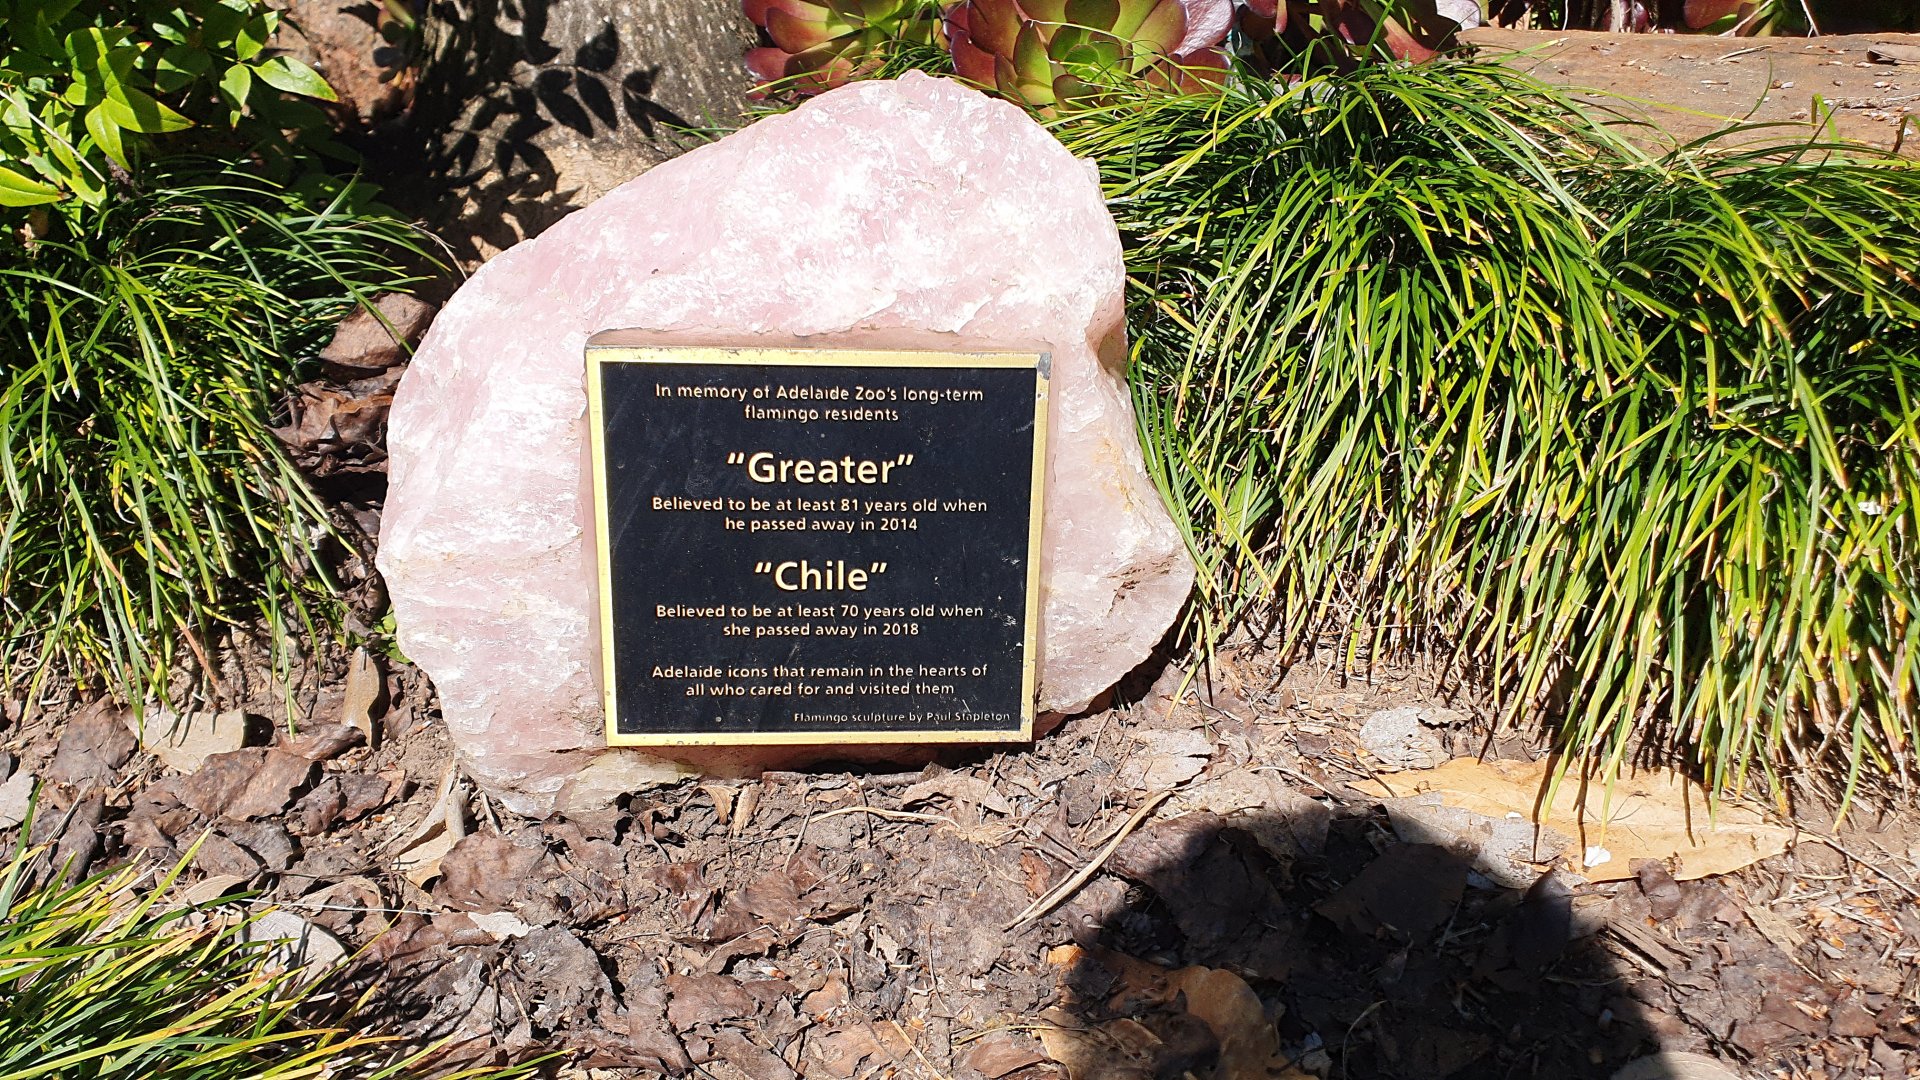 In memory of Adelaide Zoo's long-term
flamingo residents
“Greater”
Believed to be at least 81 years old when
he passed away in 2014
“Chile”
Believed to be at least 70 years old when
she passed away in 2018
Adelaide icons that remain in the hearts of
all who cared for and visited them
Flamingo sculpture by Paul Stapleton